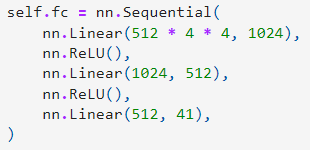 self.fc = nn.Sequential(
    nn.Linear(512 * 4 * 4, 1024),
    nn.ReLU(),
    nn.Linear(1024, 512),
    nn.ReLU(),
    nn.Linear(512, 41),
)